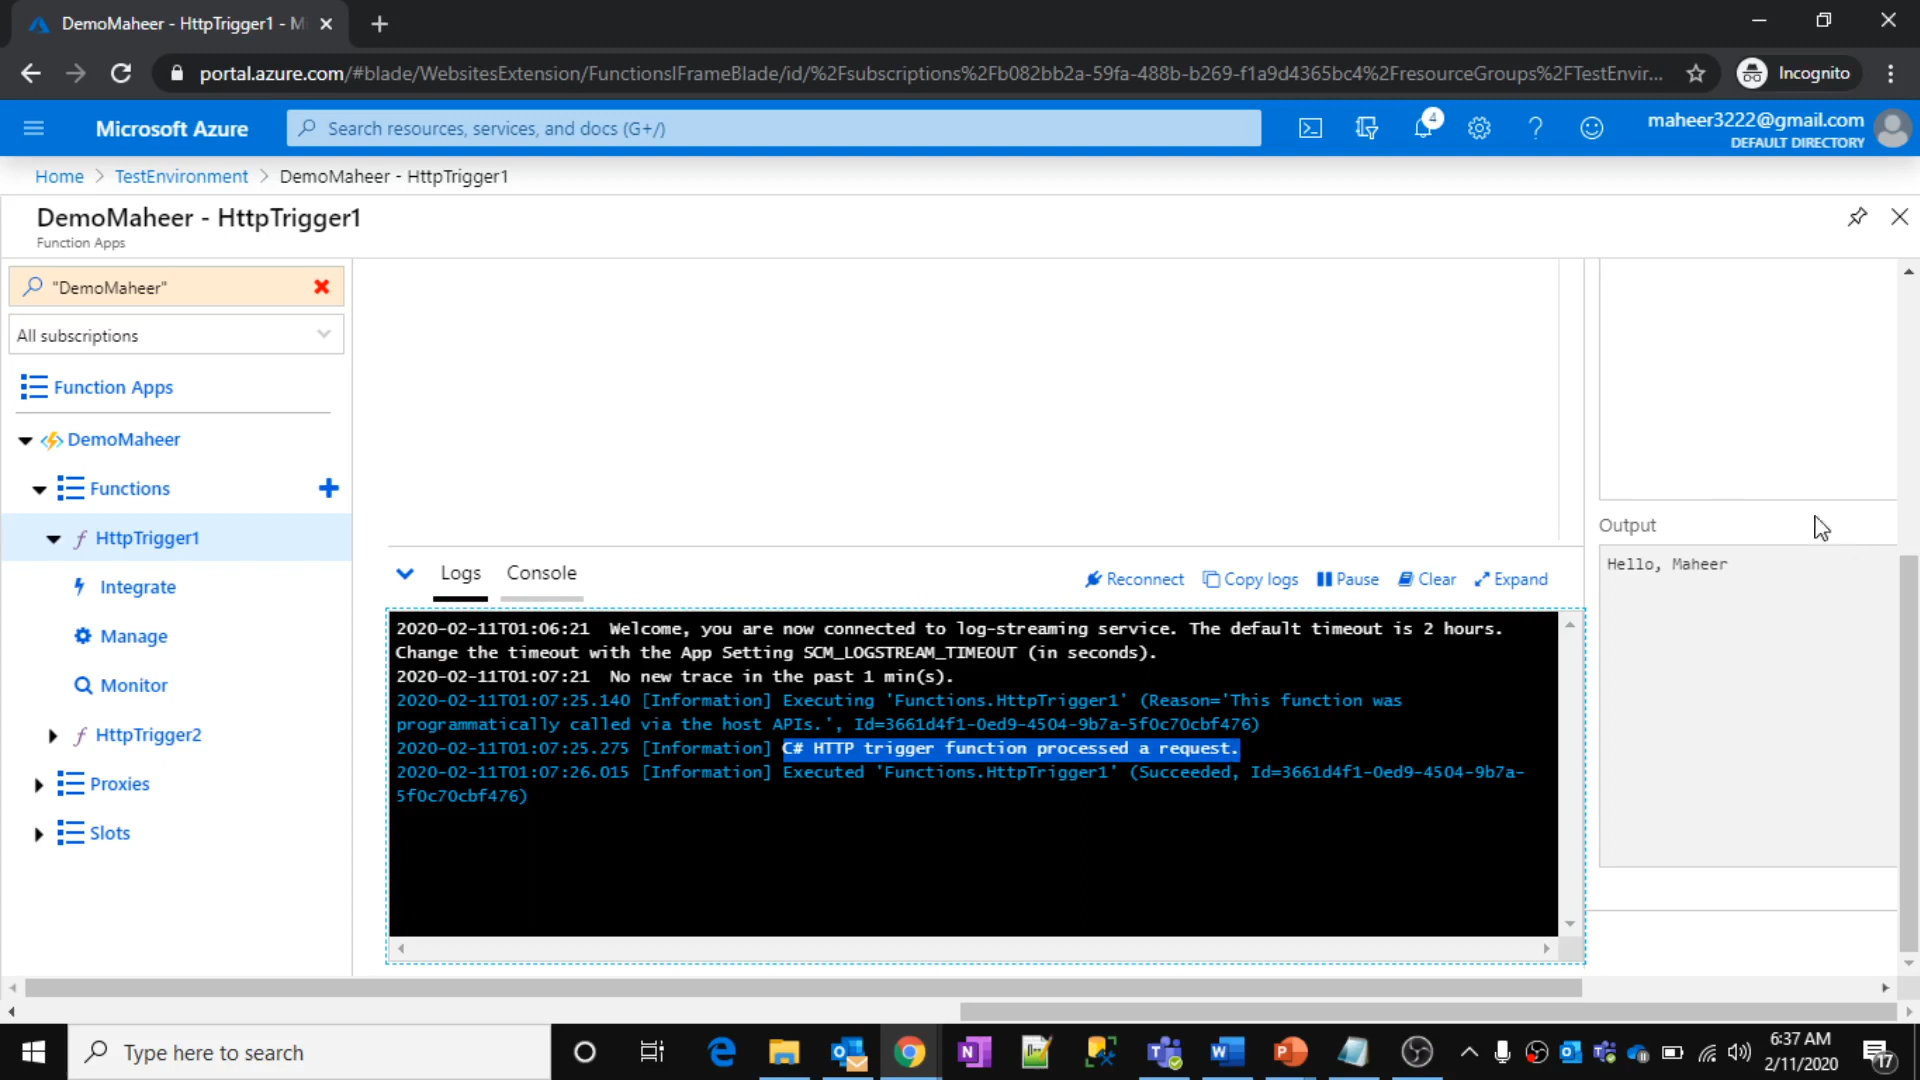 DemoMaheer - HttpTrigger1 - M
portal.azure.com/#blade/WebsitesExtension/FunctionsIFrameBlade/id/%2Fsubscriptions%2Fb082bb2a-59fa-488b-b269-f1a9d4365bc4%2FresourceGroups%2FTestEnvir...
Incognito
Microsoft Azure
Search resources, services, and docs (G+/)
4
maheer3222@gmail.com
DEFAULT DIRECTORY
Home > TestEnvironment > DemoMaheer - HttpTrigger1
DemoMaheer - HttpTrigger1
Function Apps
"DemoMaheer"
All subscriptions
Function Apps
DemoMaheer
Functions
HttpTrigger1
Integrate
Manage
Monitor
HttpTrigger2
Proxies
Slots
Logs
Console
Reconnect
Copy logs
Pause
Clear
Expand
2020-02-11T01:06:21 Welcome, you are now connected to log-streaming service. The default timeout is 2 hours.
Change the timeout with the App Setting SCM_LOGSTREAM_TIMEOUT (in seconds).
2020-02-11T01:07:21 No new trace in the past 1 min(s).
2020-02-11T01:07:25.140 [Information] Executing 'Functions.HttpTrigger1' (Reason='This function was
programmatically called via the host APIs.', Id=3661d4f1-0ed9-4504-9b7a-5f0c70cbf476)
2020-02-11T01:07:25.275 [Information] C# HTTP trigger function processed a request.
2020-02-11T01:07:26.015 [Information] Executed 'Functions.HttpTrigger1' (Succeeded, Id=3661d4f1-0ed9-4504-9b7a-
5f0c70cbf476)
Output
Hello, Maheer
Type here to search
6:37 AM
2/11/2020
17